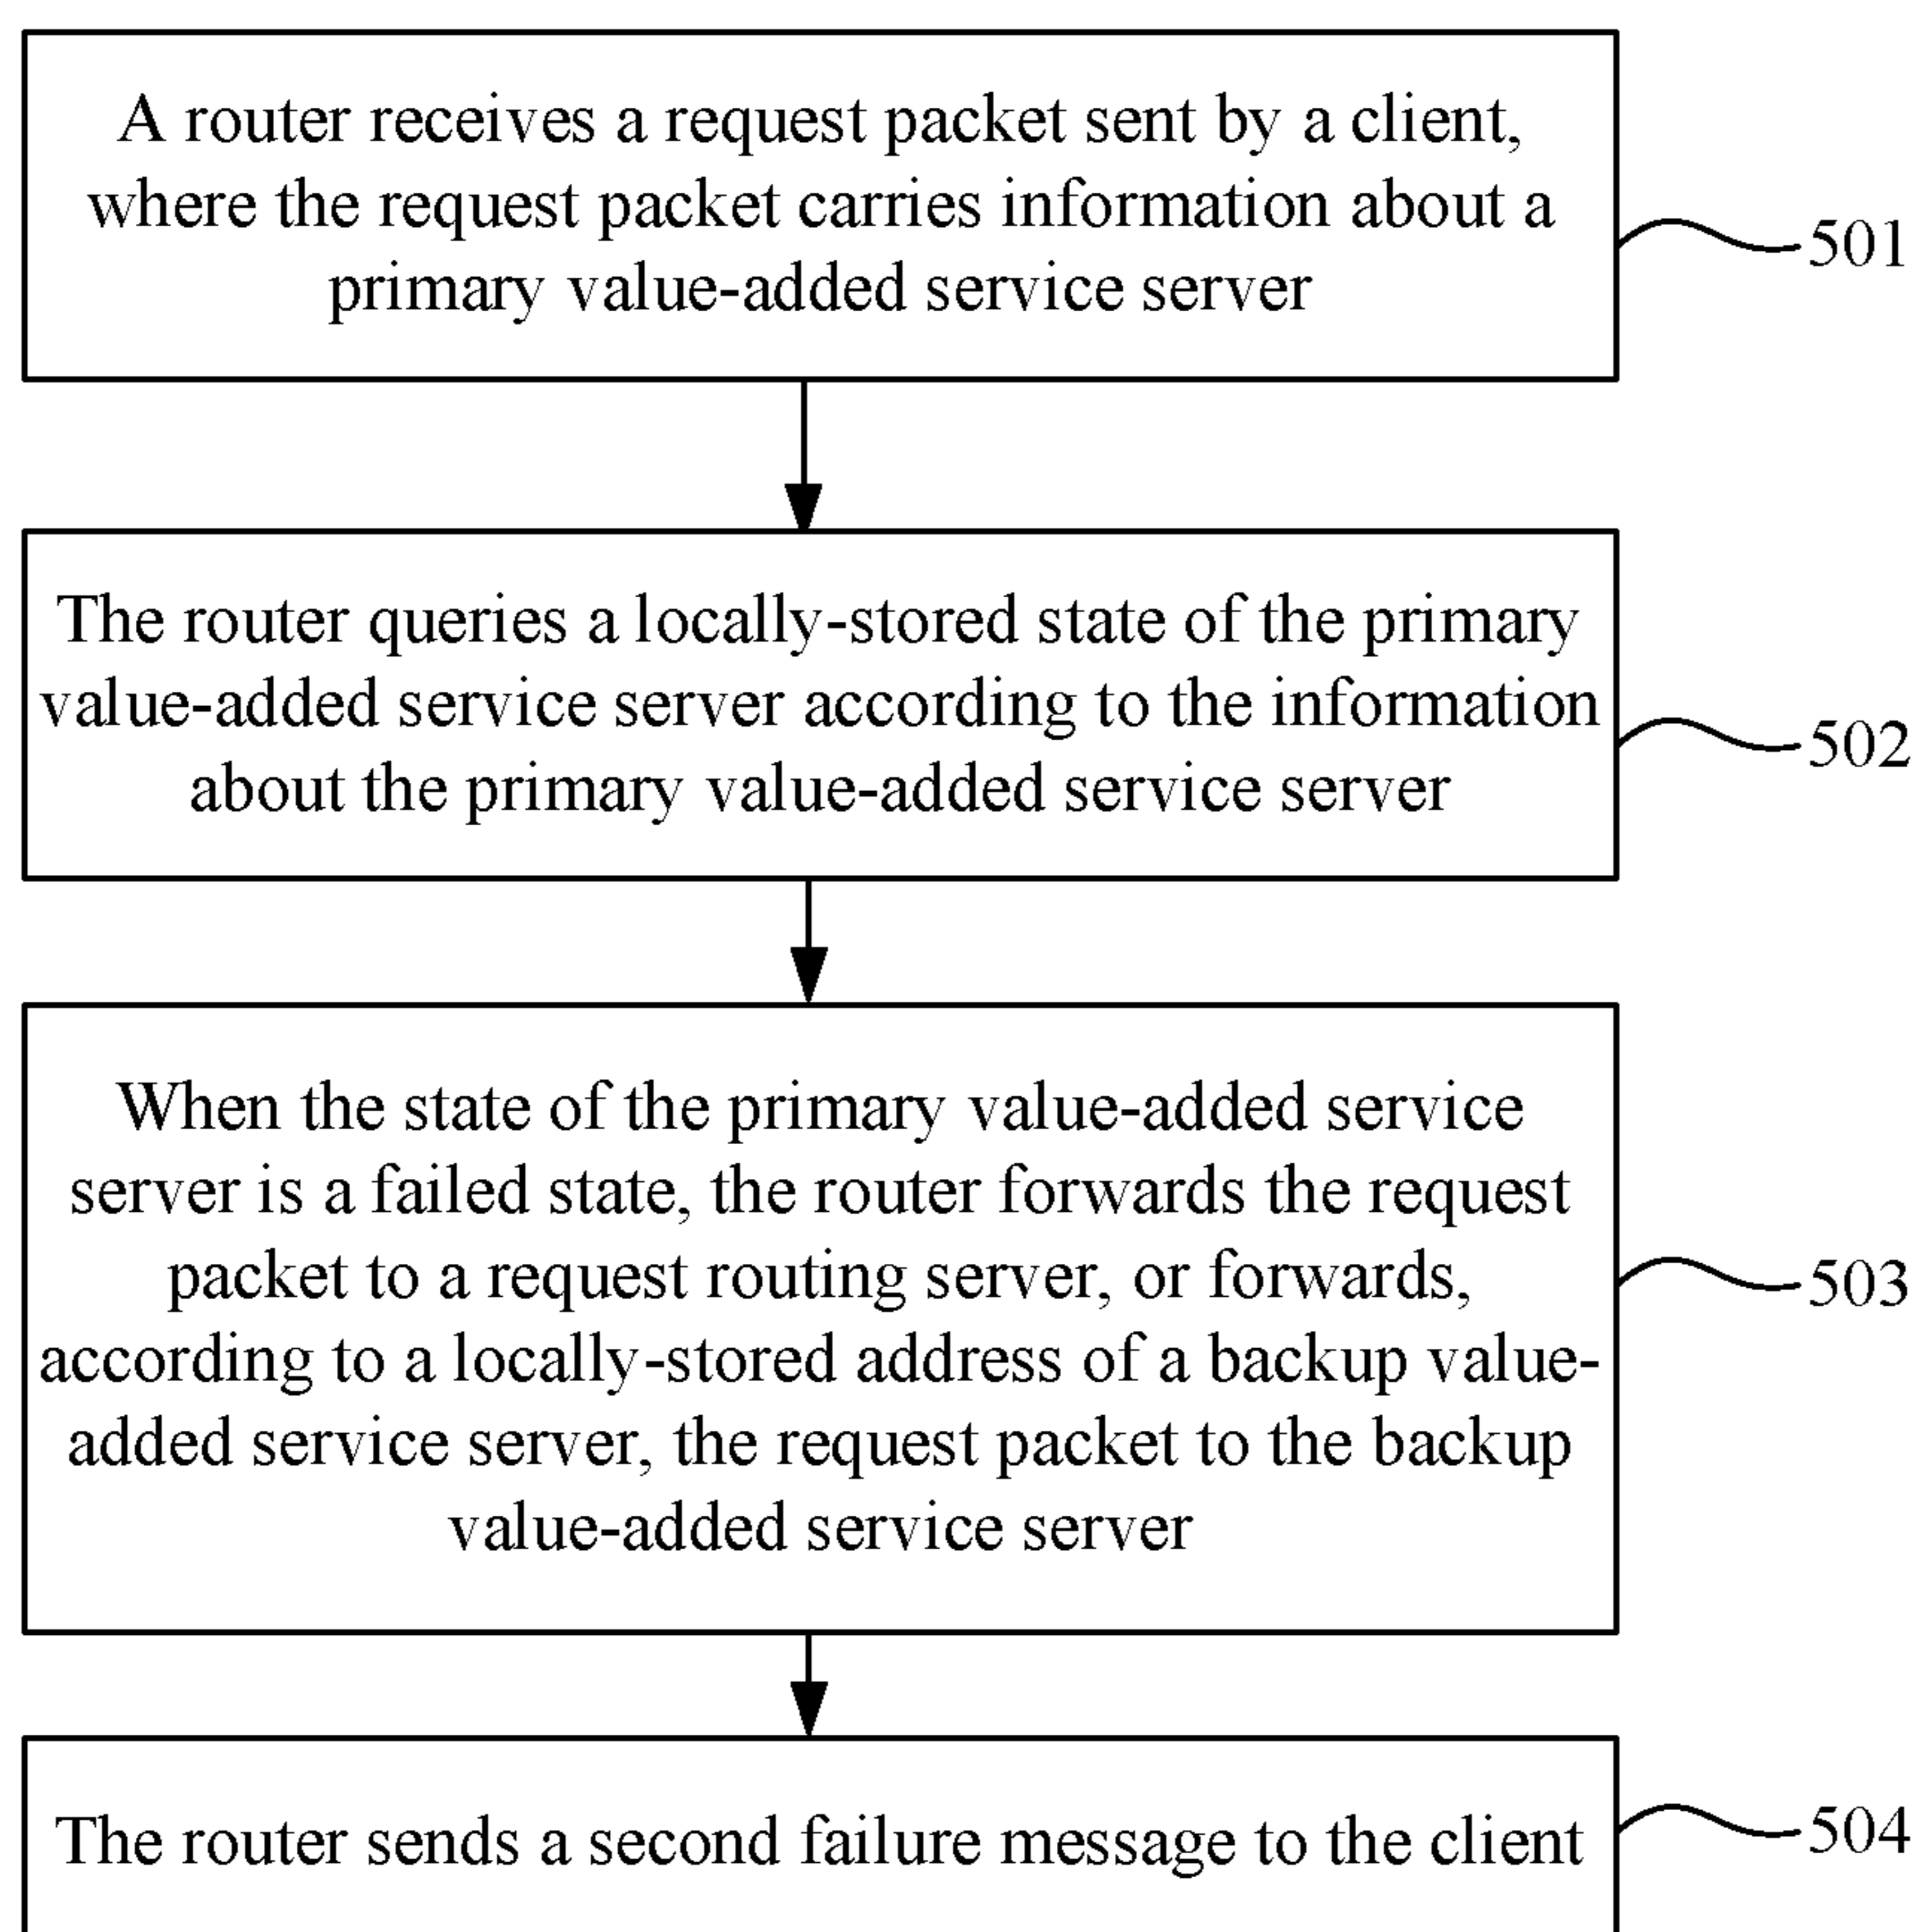 A router receives a request packet sent by a client,
where the request packet carries information about a
primary value-added service server
501
The router queries a locally-stored state of the primary
value-added service server according to the information
about the primary value-added service server
502
When the state of the primary value-added service
server is a failed state, the router forwards the request
packet to a request routing server, or forwards,
according to a locally-stored address of a backup value-
added service server, the request packet to the backup
value-added service server
503
The router sends a second failure message to the client
504